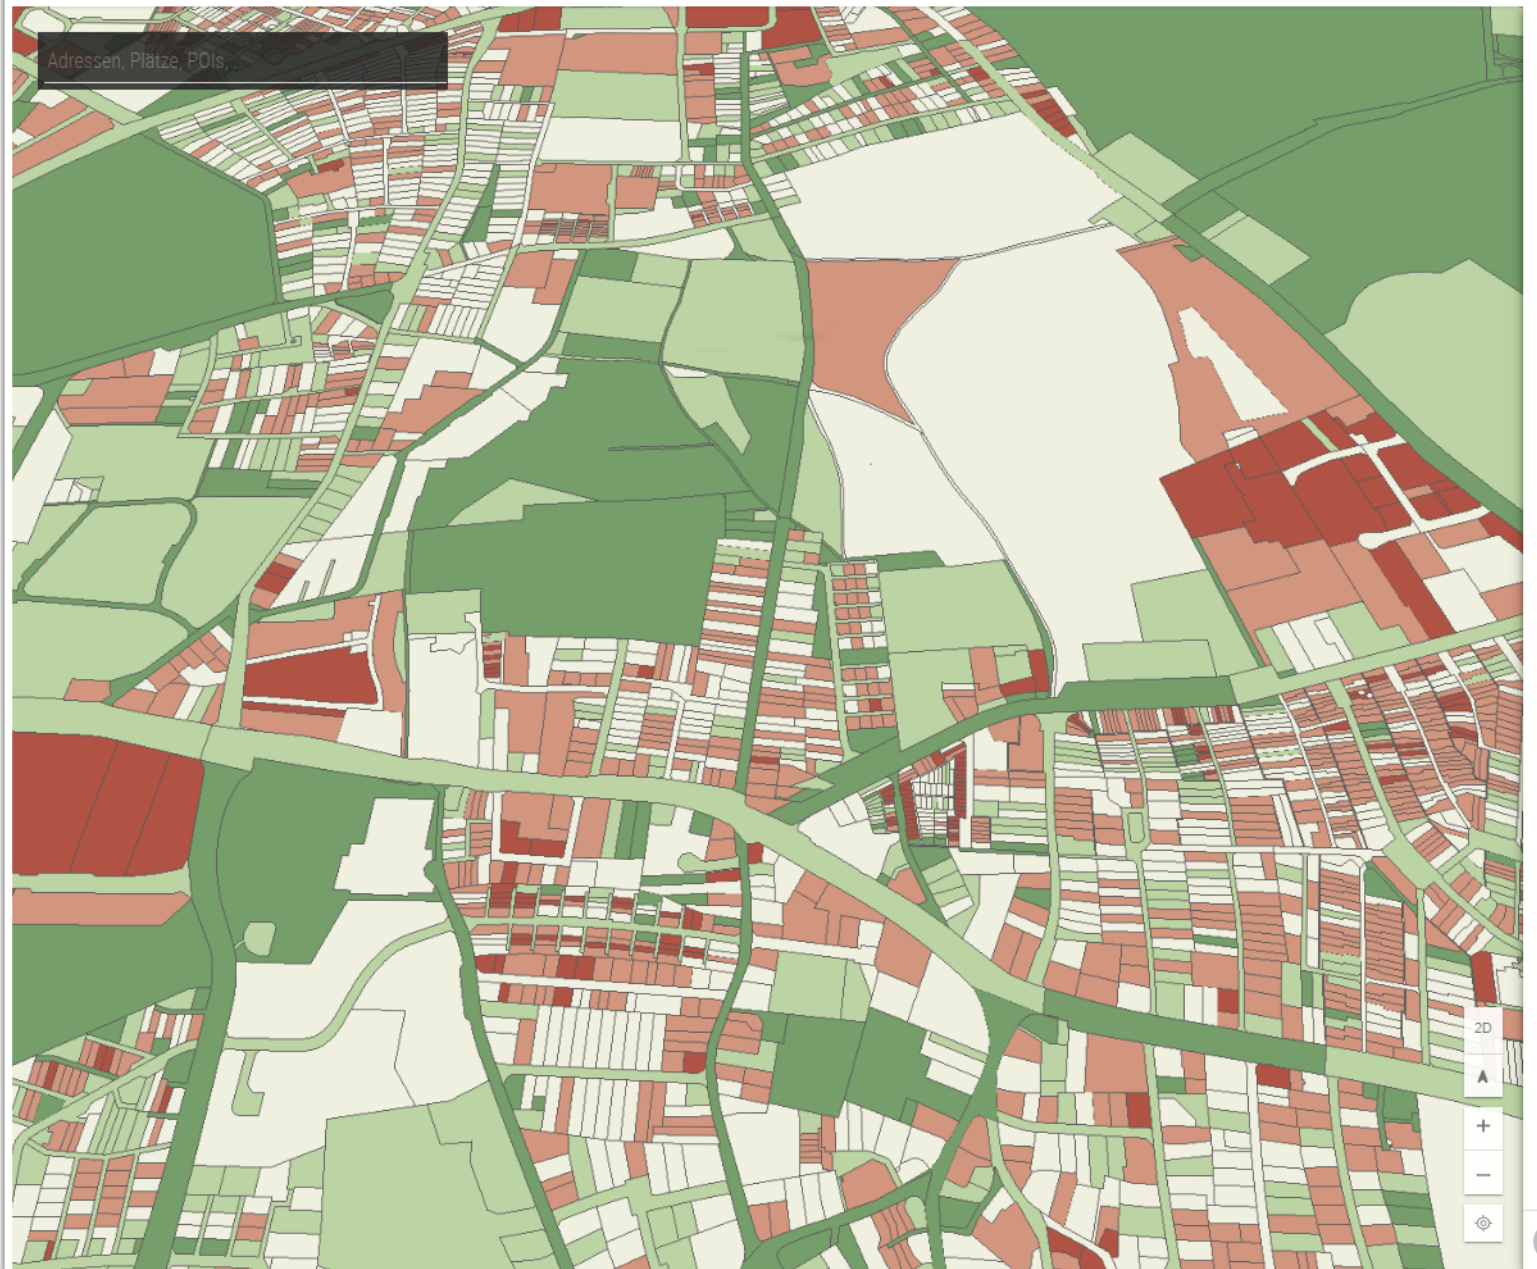 Adressen, Plätze, POIs, ...
2D